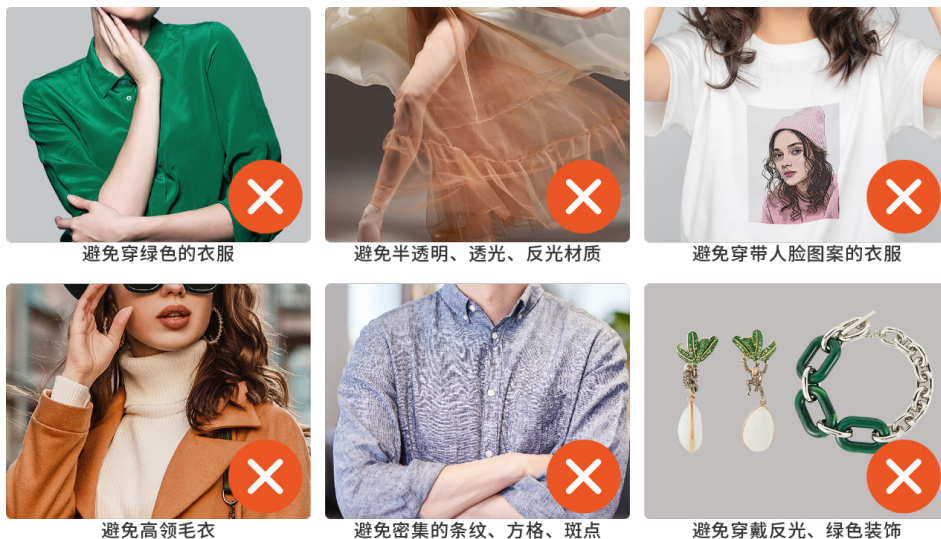 避免穿绿色的衣服
避免半透明、透光、反光材质
避免穿带人脸图案的衣服
避免高领毛衣
避免密集的条纹、方格、斑点
避免穿戴反光、绿色装饰